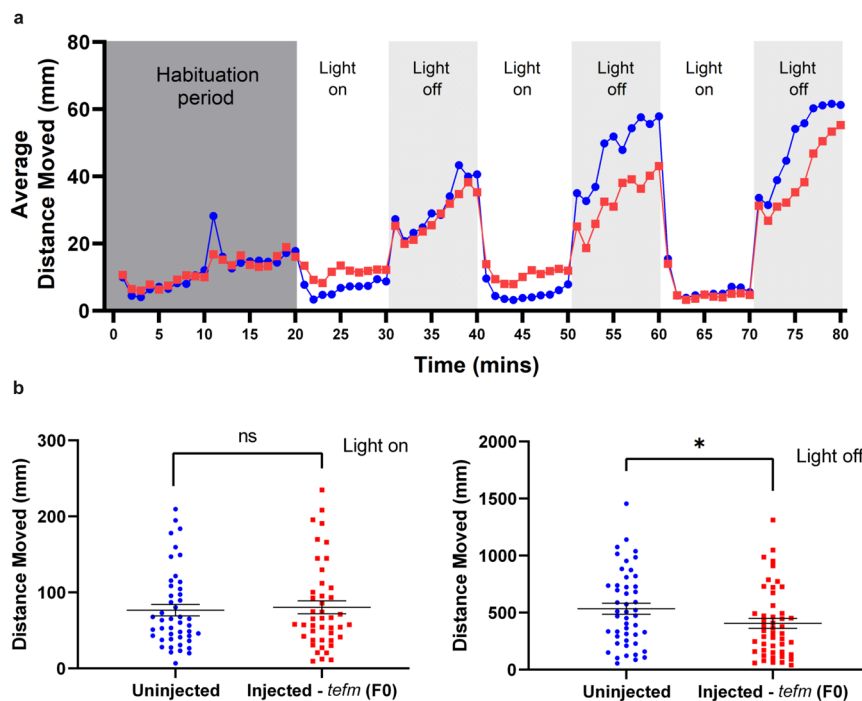 a
80
60
40
20
0
Average
Distance Moved (mm)
Habituation
period
Light
on
Light
off
Light
on
Light
off
Light
on
Light
off
0 5 10 15 20 25 30 35 40 45 50 55 60 65 70 75 80
Time (mins)
b
300
200
100
0
Distance Moved (mm)
ns
Light on
Uninjected Injected - tefm (F0)
2000
1500
1000
500
0
Distance Moved (mm)
*
Light off
Uninjected Injected - tefm (F0)